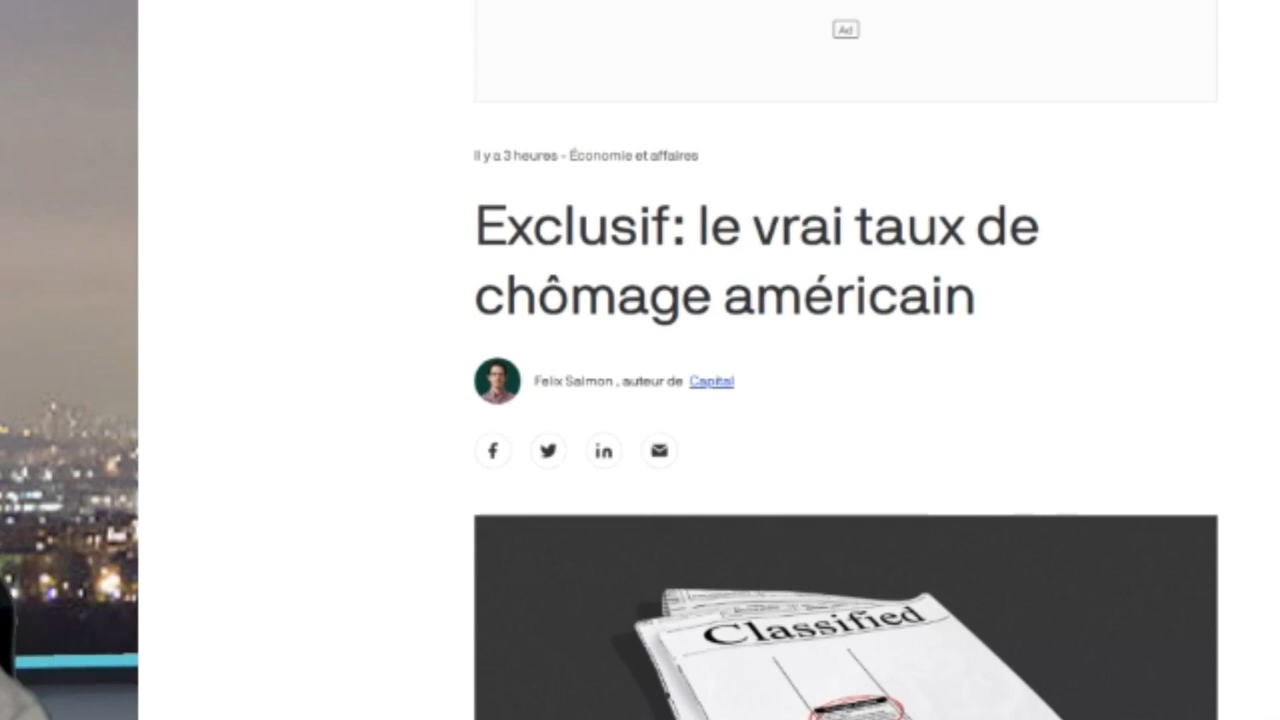 Ad
Il y a 3 heures - Économie et affaires
Exclusif: le vrai taux de
chômage américain
Felix Salmon , auteur de Capital
Classified